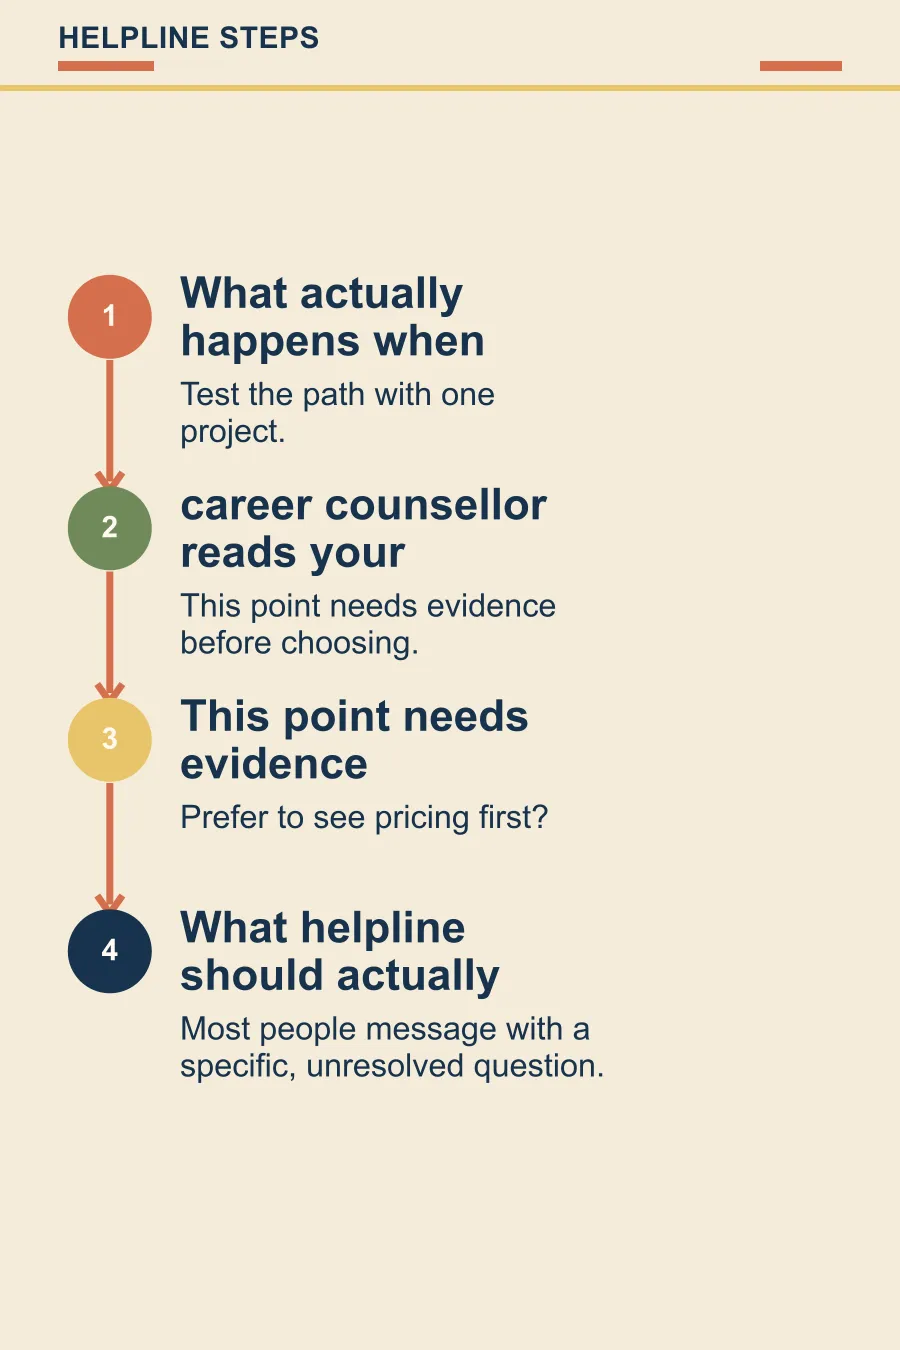 HELPLINE STEPS
1
What actually
happens when
Test the path with one
project.
2
career counsellor
reads your
This point needs evidence
before choosing.
3
This point needs
evidence
Prefer to see pricing first?
4
What helpline
should actually
Most people message with a
specific, unresolved question.